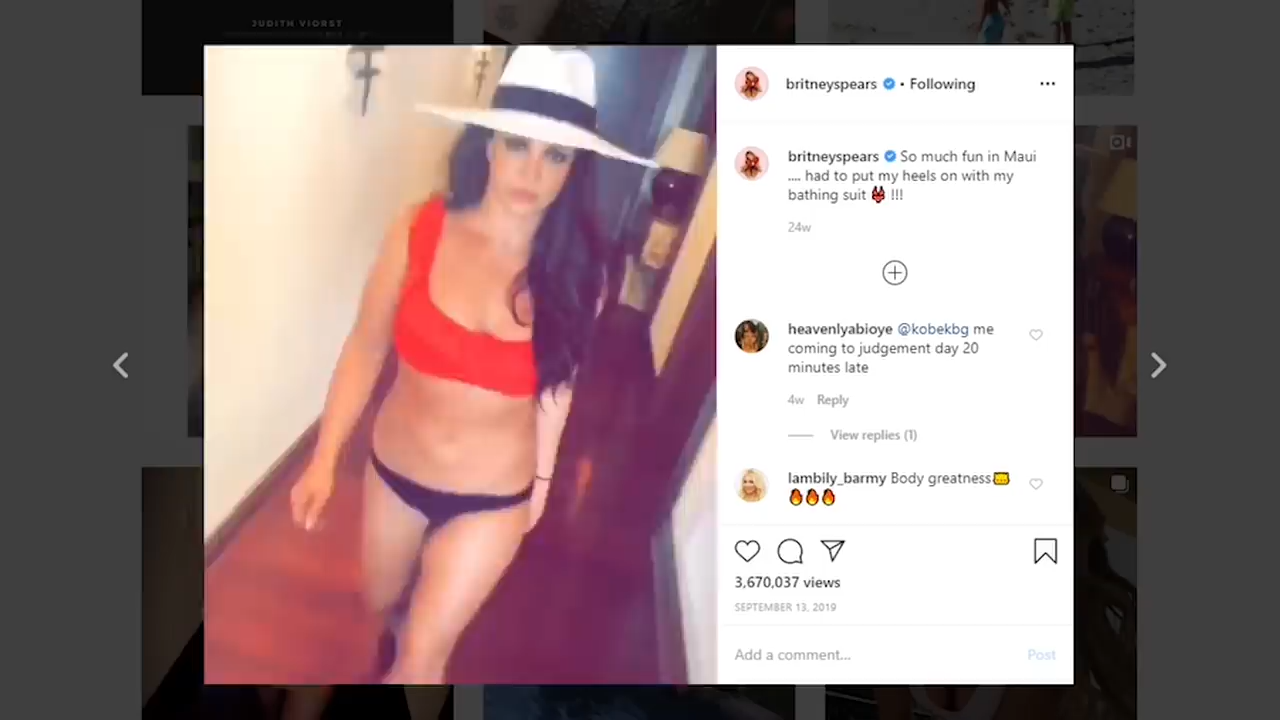 JUDITH VIORST
britneyspears • Following
britneyspears So much fun in Maui
.... had to put my heels on with my
bathing suit 👙 !!!
24w
heavenlyabioye @kobekbg me
coming to judgement day 20
minutes late
4w Reply
View replies (1)
lambily_barmy Body greatness
🔥🔥🔥
3,670,037 views
SEPTEMBER 13, 2019
Add a comment... Post